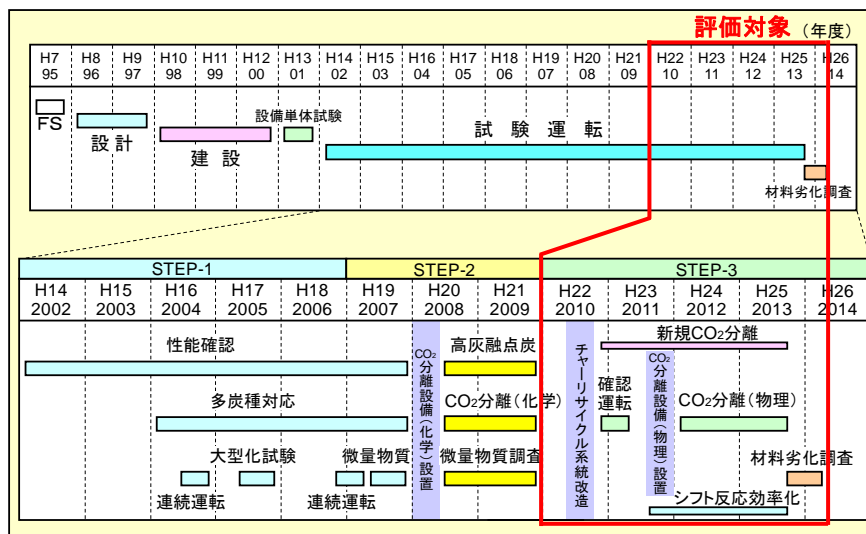 評価対象 (年度)
H7 H8 H9 H10 H11 H12 H13 H14 H15 H16 H17 H18 H19 H20 H21 H22 H23 H24 H25 H26
95 96 97 98 99 00 01 02 03 04 05 06 07 08 09 10 11 12 13 14
FS
設計
建設
設備単体試験
試験運転
材料劣化調査
STEP-1 STEP-2 STEP-3
H14 H15 H16 H17 H18 H19 H20 H21 H22 H23 H24 H25 H26
2002 2003 2004 2005 2006 2007 2008 2009 2010 2011 2012 2013 2014
性能確認
多炭種対応
大型化試験
連続運転
連続運転
微量物質
CO₂分離設備(化学)設置
高灰融点炭
CO₂分離(化学)
微量物質調査
チャーリサイクル系統改造
新規CO₂分離
確認
運転
CO₂分離設備(物理)設置
CO₂分離(物理)
材料劣化調査
シフト反応効率化